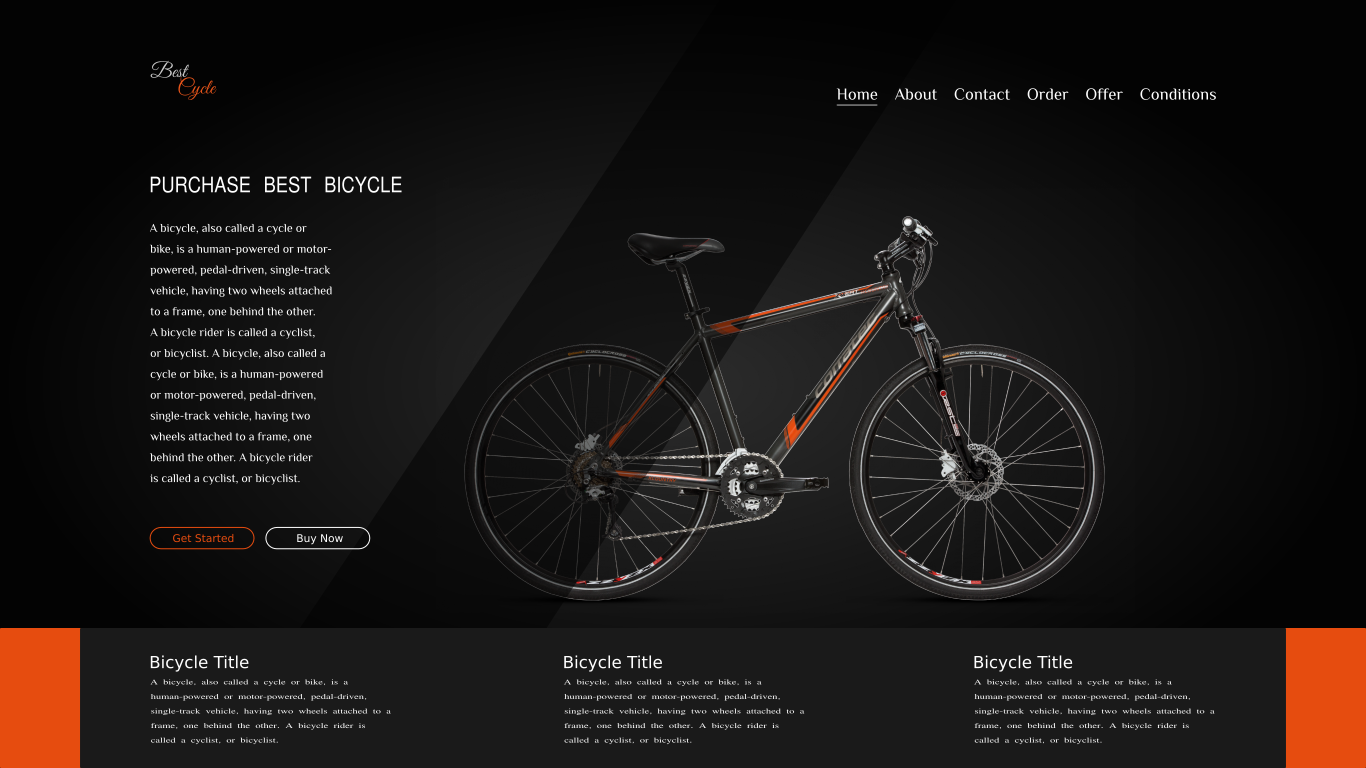 Best
Cycle
Home About Contact Order Offer Conditions
PURCHASE BEST BICYCLE
A bicycle, also called a cycle or
bike, is a human-powered or motor-
powered, pedal-driven, single-track
vehicle, having two wheels attached
to a frame, one behind the other.
A bicycle rider is called a cyclist,
or bicyclist. A bicycle, also called a
cycle or bike, is a human-powered
or motor-powered, pedal-driven,
single-track vehicle, having two
wheels attached to a frame, one
behind the other. A bicycle rider
is called a cyclist, or bicyclist.
Get Started Buy Now
Bicycle Title
A bicycle, also called a cycle or bike, is a
human-powered or motor-powered, pedal-driven,
single-track vehicle, having two wheels attached to a
frame, one behind the other. A bicycle rider is
called a cyclist, or bicyclist.
Bicycle Title
A bicycle, also called a cycle or bike, is a
human-powered or motor-powered, pedal-driven,
single-track vehicle, having two wheels attached to a
frame, one behind the other. A bicycle rider is
called a cyclist, or bicyclist.
Bicycle Title
A bicycle, also called a cycle or bike, is a
human-powered or motor-powered, pedal-driven,
single-track vehicle, having two wheels attached to a
frame, one behind the other. A bicycle rider is
called a cyclist, or bicyclist.